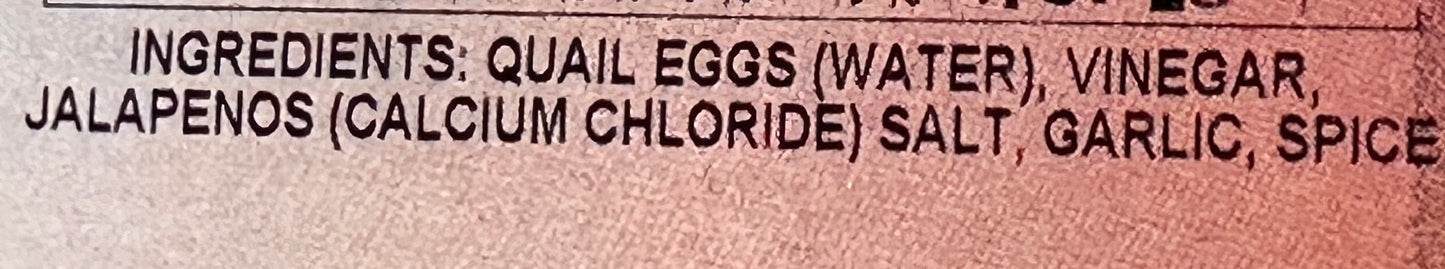 INGREDIENTS: QUAIL EGGS (WATER), VINEGAR,
JALAPENOS (CALCIUM CHLORIDE) SALT, GARLIC, SPICE